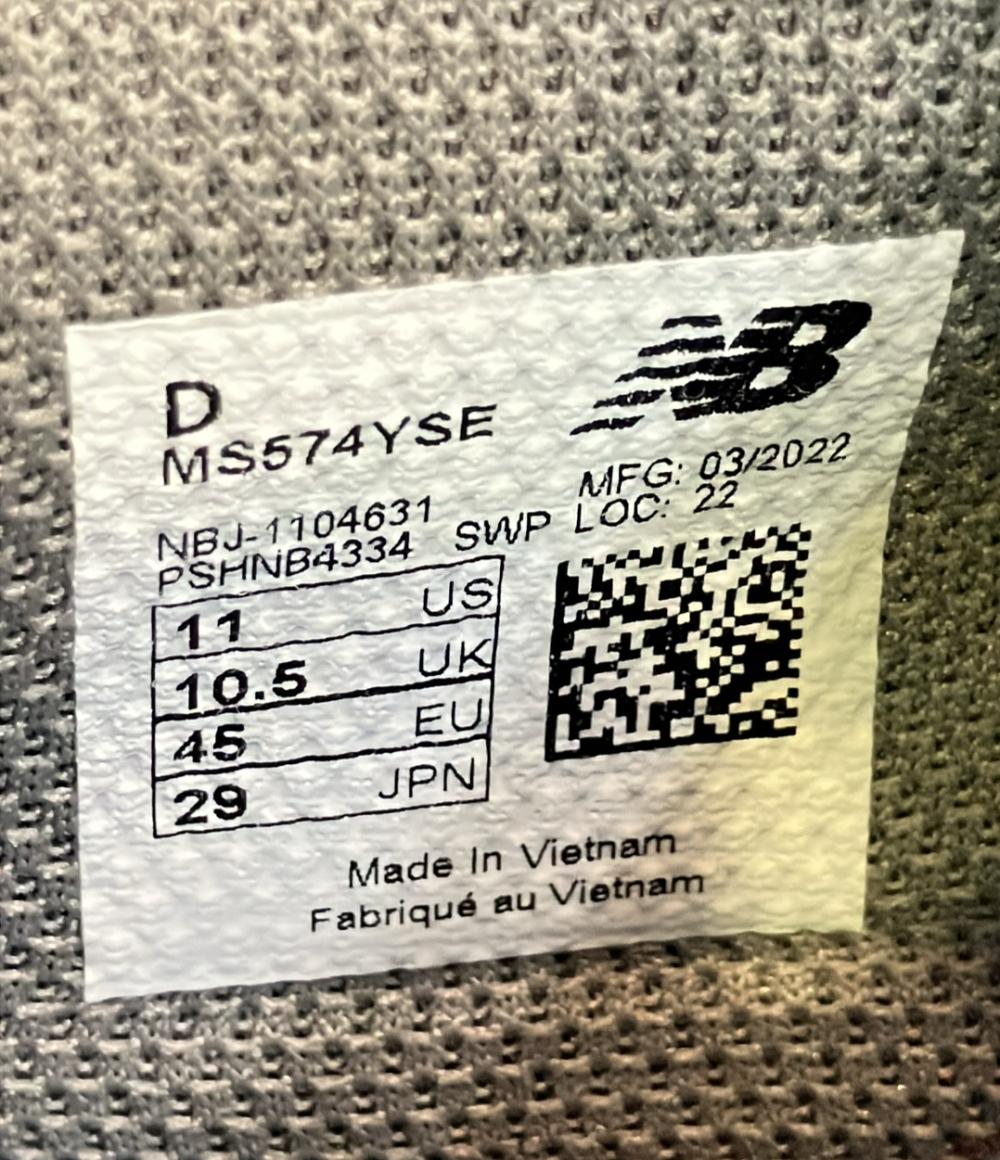 NB
D
MS574YSE
MFG: 03/2022
NBJ-1104631
PSHNB4334 SWP LOC: 22
11 US
10.5 UK
45 EU
29 JPN
Made In Vietnam
Fabriqué au Vietnam